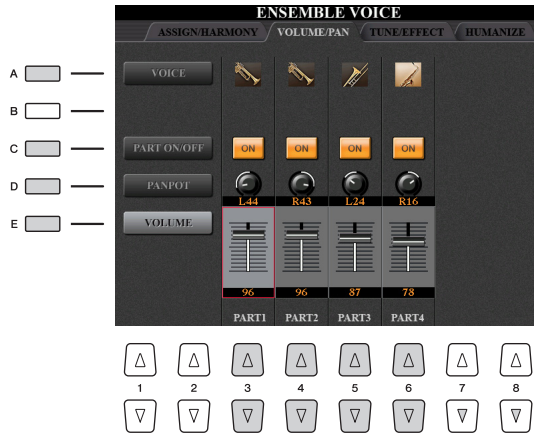 ENSEMBLE VOICE
ASSIGN/HARMONY VOLUME/PAN TUNE/EFFECT HUMANIZE
A VOICE
B
C PART ON/OFF ON ON ON ON
D PANPOT
L44 R43 L24 R16
E VOLUME
96 96 87 78
PART1 PART2 PART3 PART4
1 2 3 4 5 6 7 8